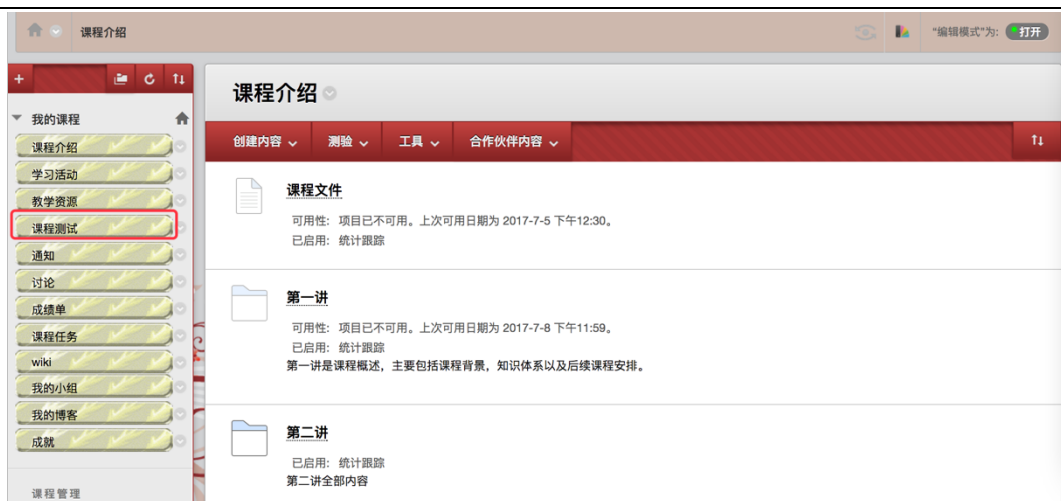 课程介绍
“编辑模式”为: 打开
我的课程
课程介绍
学习活动
教学资源
课程测试
通知
讨论
成绩单
课程任务
wiki
我的小组
我的博客
成就
课程管理
课程介绍
创建内容 测验 工具 合作伙伴内容
课程文件
可用性: 项目已不可用。上次可用日期为 2017-7-5 下午12:30。
已启用: 统计跟踪
第一讲
可用性: 项目已不可用。上次可用日期为 2017-7-8 下午11:59。
已启用: 统计跟踪
第一讲是课程概述，主要包括课程背景，知识体系以及后续课程安排。
第二讲
已启用: 统计跟踪
第二讲全部内容